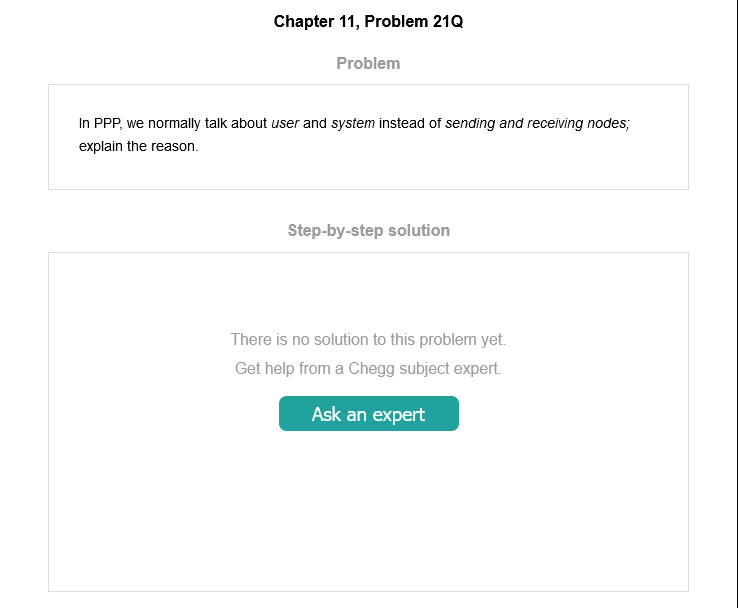 Chapter 11, Problem 21Q
Problem
In PPP, we normally talk about user and system instead of sending and receiving nodes;
explain the reason.
Step-by-step solution
There is no solution to this problem yet.
Get help from a Chegg subject expert.
Ask an expert